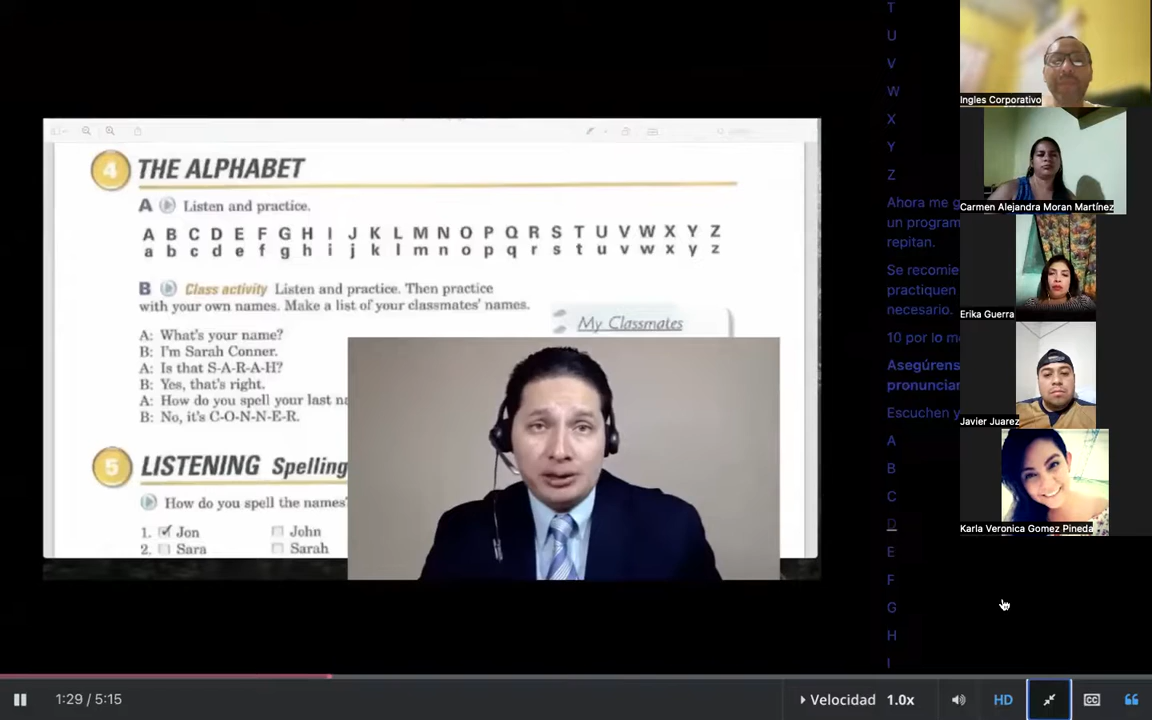 4 THE ALPHABET
A Listen and practice.
A B C D E F G H I J K L M N O P Q R S T U V W X Y Z
a b c d e f g h i j k l m n o p q r s t u v w x y z
B Class activity Listen and practice. Then practice
with your own names. Make a list of your classmates' names.
My Classmates
A: What's your name?
B: I'm Sarah Conner.
A: Is that S-A-R-A-H?
B: Yes, that's right.
A: How do you spell your last
B: No, it's C-O-N-N-E-R.
5 LISTENING Spelling
How do you spell the names
1. Jon John
2. Sara Sarah
T
U
V
W
X
Y
Z
Ahora me
un program
repitan.
Se recomie
practiquen
necesario.
10 por lo
Asegúrens
pronuncian
Escuchen
A
B
C
D
E
F
G
H
I
Ingles Corporativo
Carmen Alejandra Moran Martínez
Erika Guerra
Javier Juarez
Karla Veronica Gomez Pineda
1:29 / 5:15
Velocidad 1.0x
HD
CC